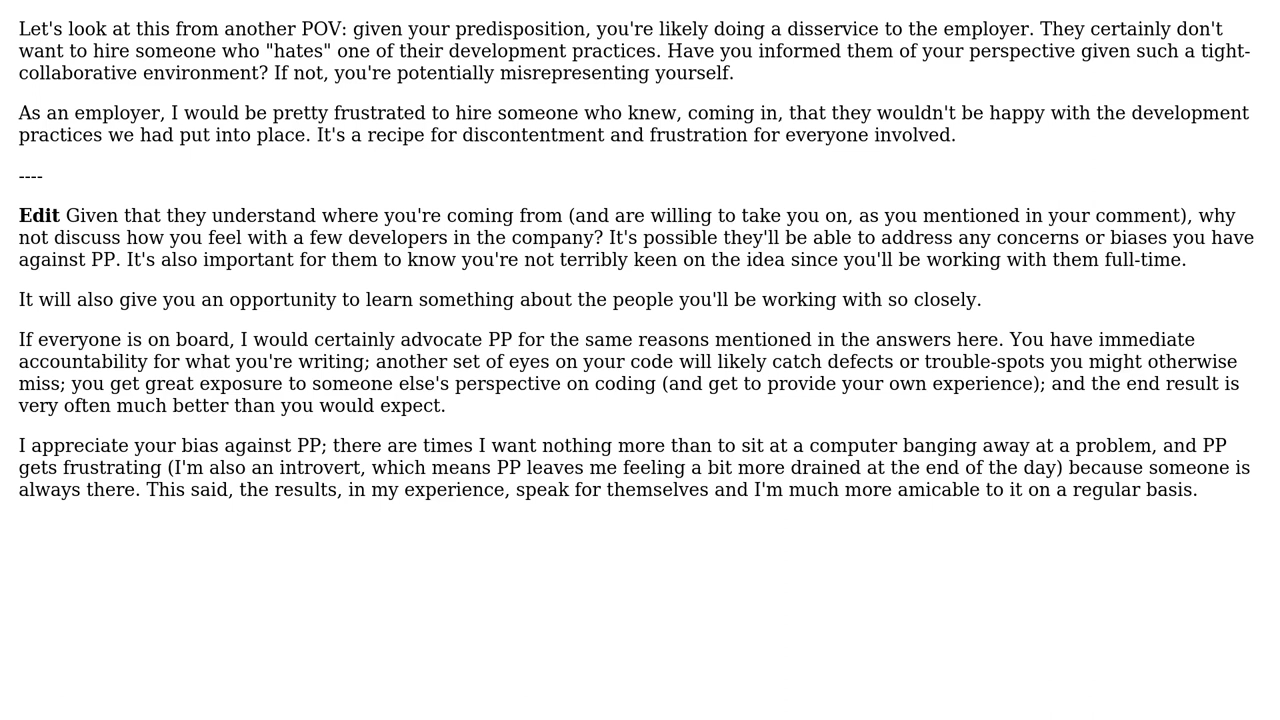 Let's look at this from another POV: given your predisposition, you're likely doing a disservice to the employer. They certainly don't
want to hire someone who "hates" one of their development practices. Have you informed them of your perspective given such a tight-
collaborative environment? If not, you're potentially misrepresenting yourself.
As an employer, I would be pretty frustrated to hire someone who knew, coming in, that they wouldn't be happy with the development
practices we had put into place. It's a recipe for discontentment and frustration for everyone involved.
----
Edit Given that they understand where you're coming from (and are willing to take you on, as you mentioned in your comment), why
not discuss how you feel with a few developers in the company? It's possible they'll be able to address any concerns or biases you have
against PP. It's also important for them to know you're not terribly keen on the idea since you'll be working with them full-time.
It will also give you an opportunity to learn something about the people you'll be working with so closely.
If everyone is on board, I would certainly advocate PP for the same reasons mentioned in the answers here. You have immediate
accountability for what you're writing; another set of eyes on your code will likely catch defects or trouble-spots you might otherwise
miss; you get great exposure to someone else's perspective on coding (and get to provide your own experience); and the end result is
very often much better than you would expect.
I appreciate your bias against PP; there are times I want nothing more than to sit at a computer banging away at a problem, and PP
gets frustrating (I'm also an introvert, which means PP leaves me feeling a bit more drained at the end of the day) because someone is
always there. This said, the results, in my experience, speak for themselves and I'm much more amicable to it on a regular basis.